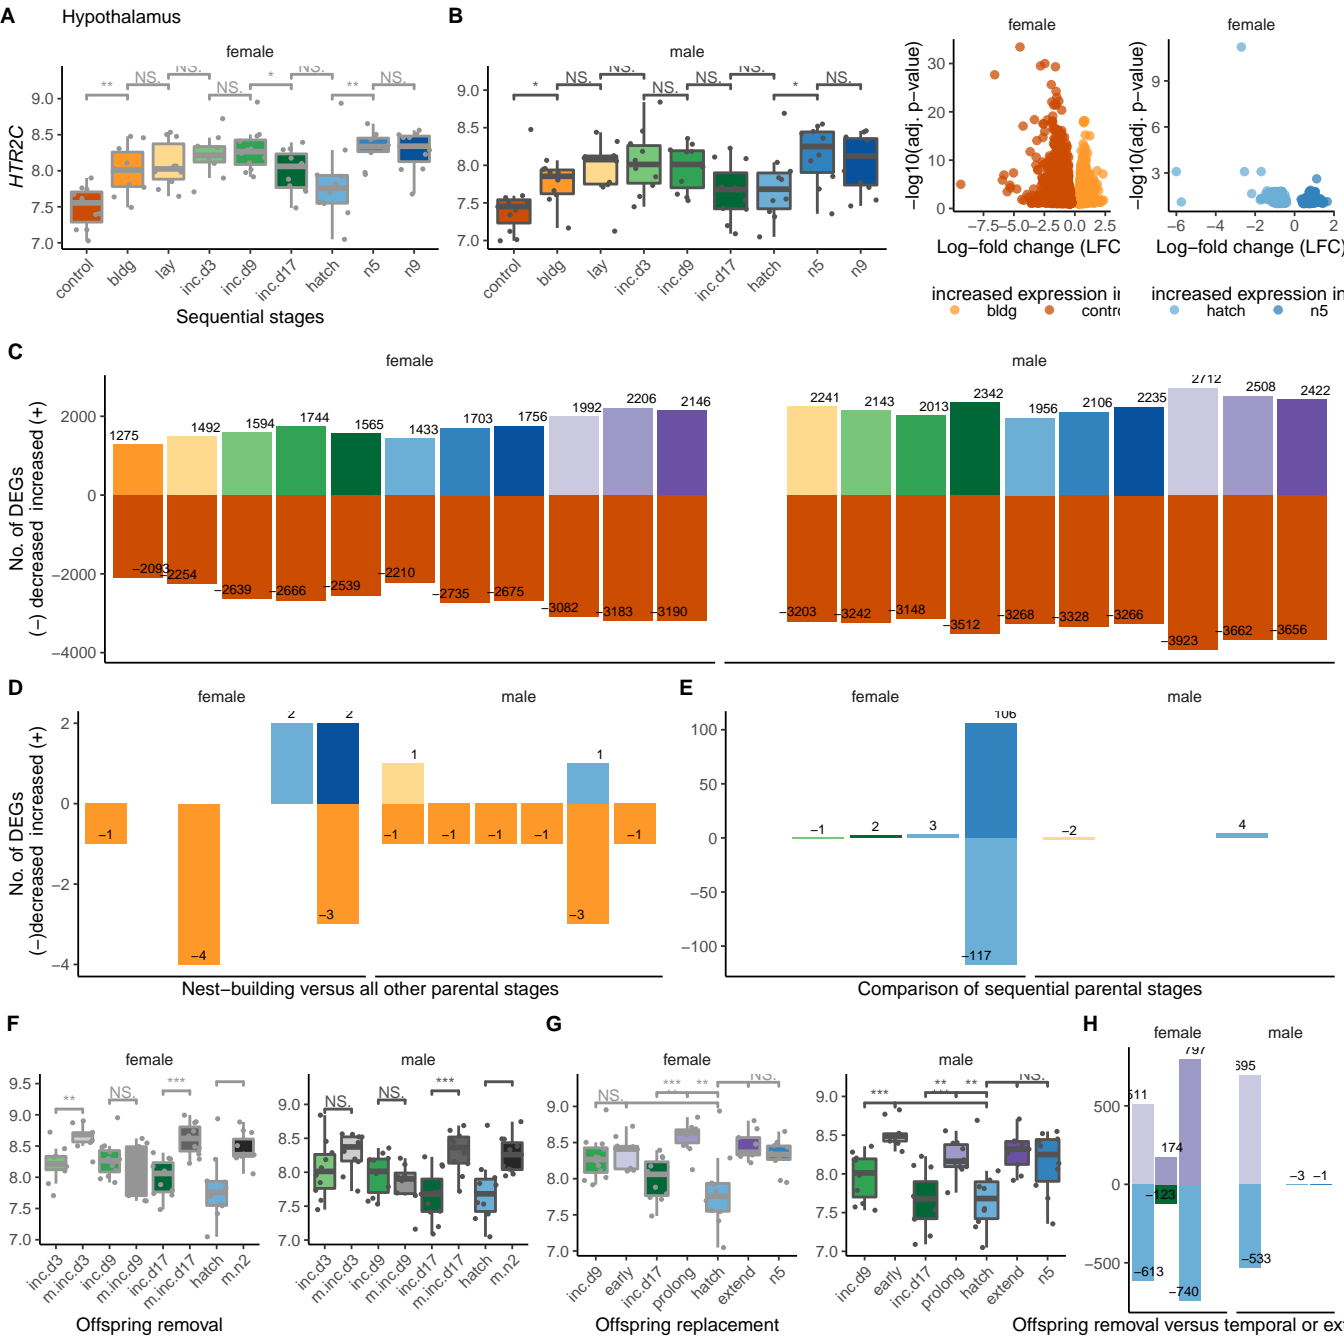 A
Hypothalamus
female
HTR2C
9.0
8.5
8.0
7.5
7.0
**
NS.
NS.
NS.
*
NS.
**
NS.
control
bldg
lay
inc.d3
inc.d9
inc.d17
hatch
n5
n9
Sequential stages
B
male
9.0
8.5
8.0
7.5
7.0
*
NS.
NS.
NS.
NS.
NS.
*
NS.
control
bldg
lay
inc.d3
inc.d9
inc.d17
hatch
n5
n9
female
−log10(adj. p−value)
30
20
10
0
−7.5
−5.0
−2.5
0.0
2.5
Log−fold change (LFC
increased expression in
bldg
contro
female
−log10(adj. p−value)
9
6
3
−6
−4
−2
0
2
Log−fold change (LFC)
increased expression in
hatch
n5
C
female
male
No. of DEGs
(−) decreased increased (+)
2000
0
−2000
−4000
1275
1492
1594
1744
1565
1433
1703
1756
1992
2206
2146
−2093
−2254
−2639
−2666
−2539
−2210
−2735
−2675
−3082
−3183
−3190
2241
2143
2013
2342
1956
2106
2235
2712
2508
2422
−3203
−3242
−3148
−3512
−3268
−3328
−3266
−3923
−3662
−3656
D
female
male
No. of DEGs
(−)decreased increased (+)
2
0
−2
−4
−1
−4
2
2
−3
1
−1
−1
−1
−1
1
−3
−1
Nest−building versus all other parental stages
E
female
male
100
50
0
−50
−100
−1
2
3
106
−117
−2
4
Comparison of sequential parental stages
F
female
9.5
9.0
8.5
8.0
7.5
7.0
**
NS.
***
inc.d3
m.inc.d3
inc.d9
m.inc.d9
inc.d17
m.inc.d17
hatch
m.n2
male
9.0
8.5
8.0
7.5
7.0
NS.
NS.
***
inc.d3
m.inc.d3
inc.d9
m.inc.d9
inc.d17
m.inc.d17
hatch
m.n2
Offspring removal
G
female
9.0
8.5
8.0
7.5
7.0
NS.
***
**
**
NS.
inc.d9
early
inc.d17
prolong
hatch
extend
n5
male
9.0
8.5
8.0
7.5
7.0
***
**
***
**
NS.
inc.d9
early
inc.d17
prolong
hatch
extend
n5
Offspring replacement
H
female
male
500
0
−500
511
174
797
−613
−123
−740
695
−533
−3
−1
Offspring removal versus temporal or ex